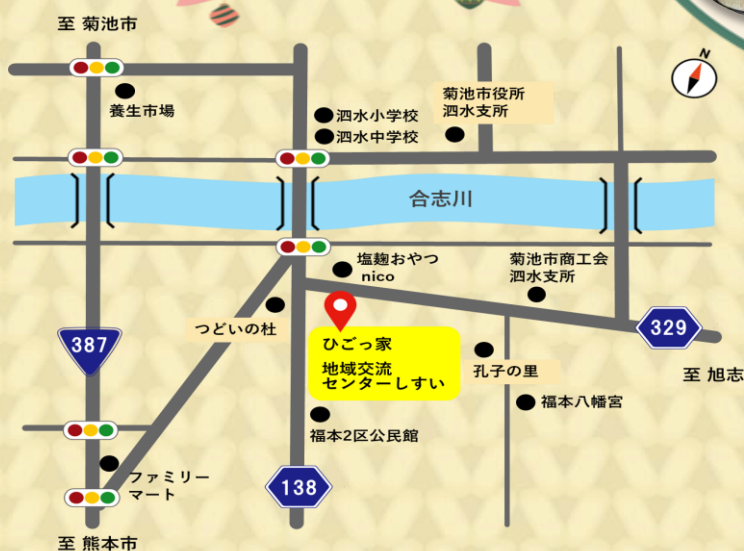 至 菊池市
N
養生市場
泗水小学校
泗水中学校
菊池市役所
泗水支所
合志川
塩麹おやつ
nico
菊池市商工会
泗水支所
つどいの杜
329
387
ひごっ家
地域交流
センターしすい
孔子の里
至 旭志
福本八幡宮
福本2区公民館
ファミリー
マート
138
至 熊本市